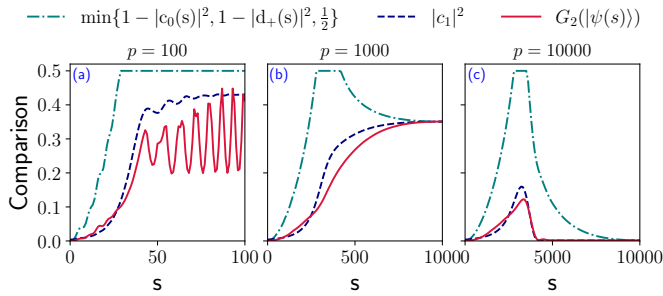 min{1 − |c₀(s)|², 1 − |d₊(s)|², ½} |c₁|² G₂(|ψ(s)⟩)
p = 100 p = 1000 p = 10000
(a) (b) (c)
Comparison
0.5
0.4
0.3
0.2
0.1
0.0
0 50 100 0 500 10000 5000 10000
s s s